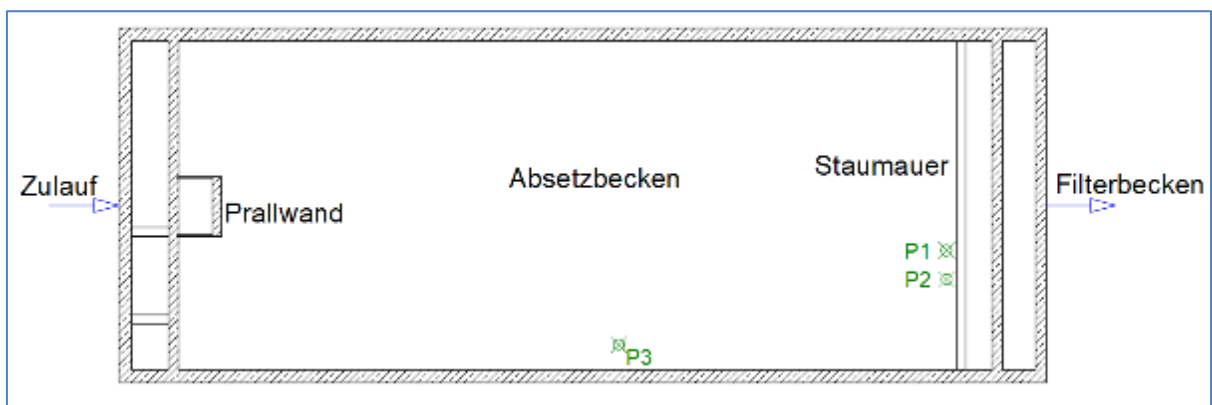 Zulauf
Prallwand
Absetzbecken
Staumauer
Filterbecken
P1
P2
P3